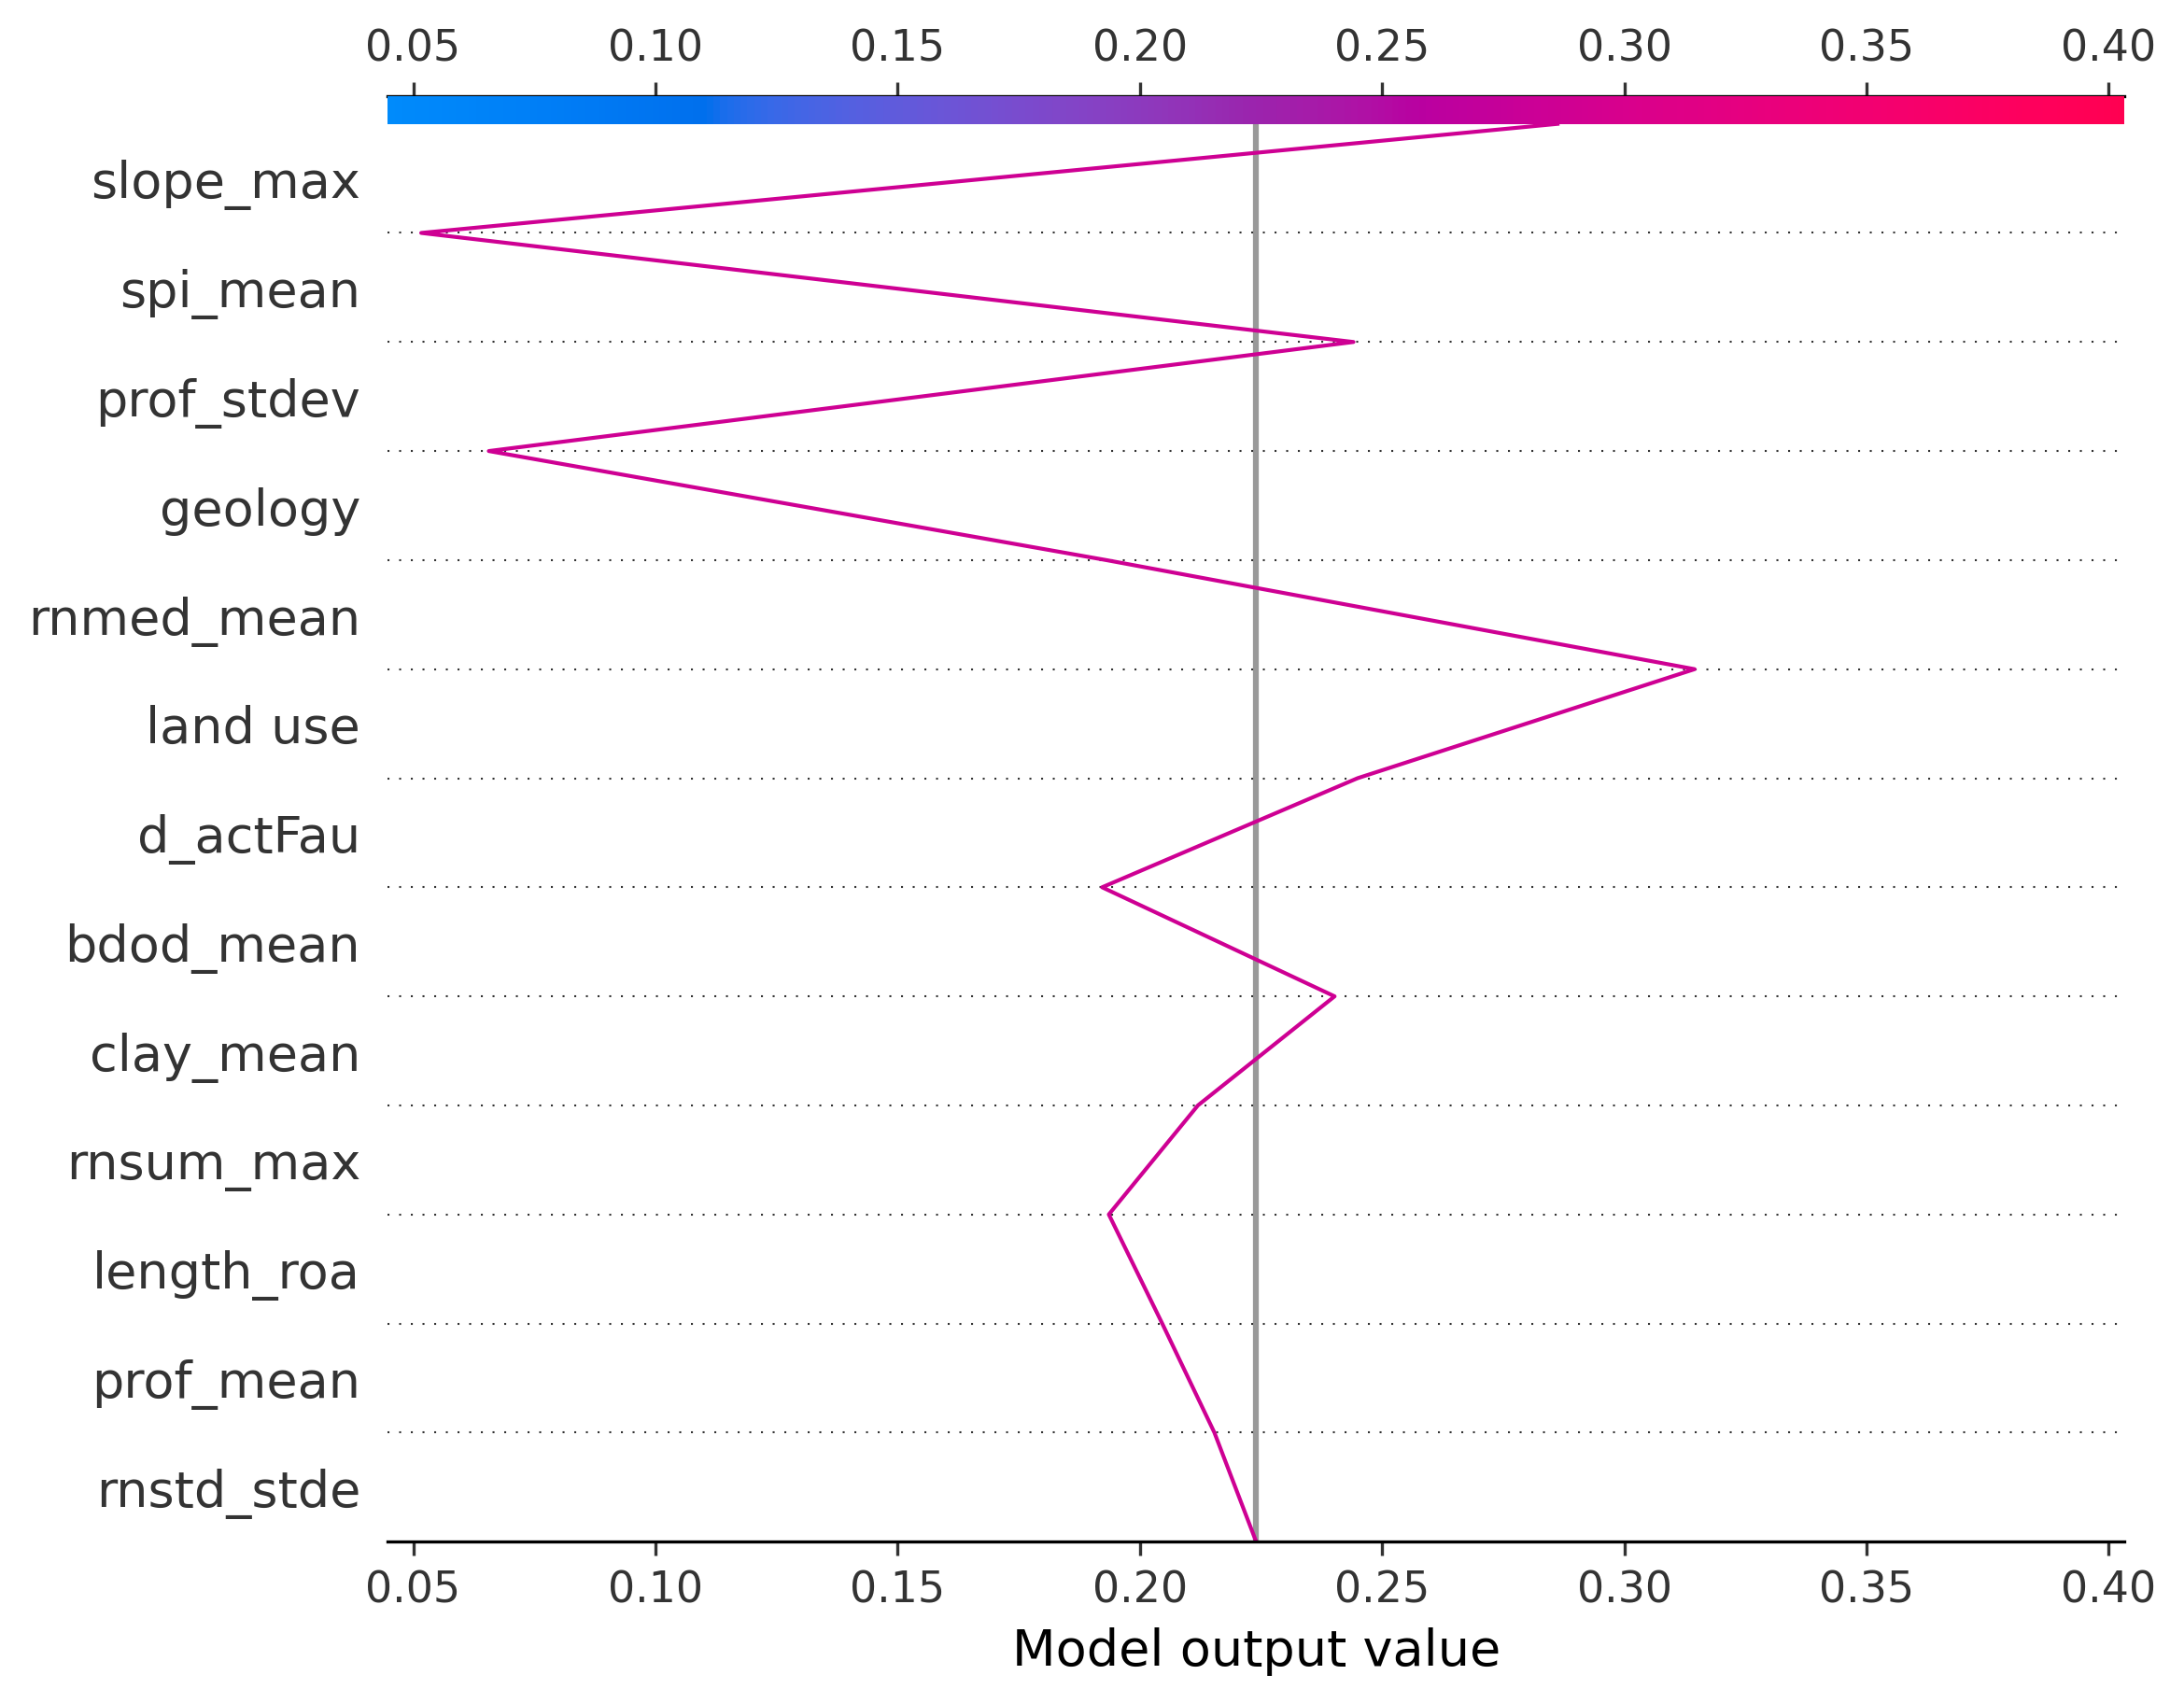 0.05 0.10 0.15 0.20 0.25 0.30 0.35 0.40
slope_max
spi_mean
prof_stdev
geology
rnmed_mean
land use
d_actFau
bdod_mean
clay_mean
rnsum_max
length_roa
prof_mean
rnstd_stde
0.05 0.10 0.15 0.20 0.25 0.30 0.35 0.40
Model output value